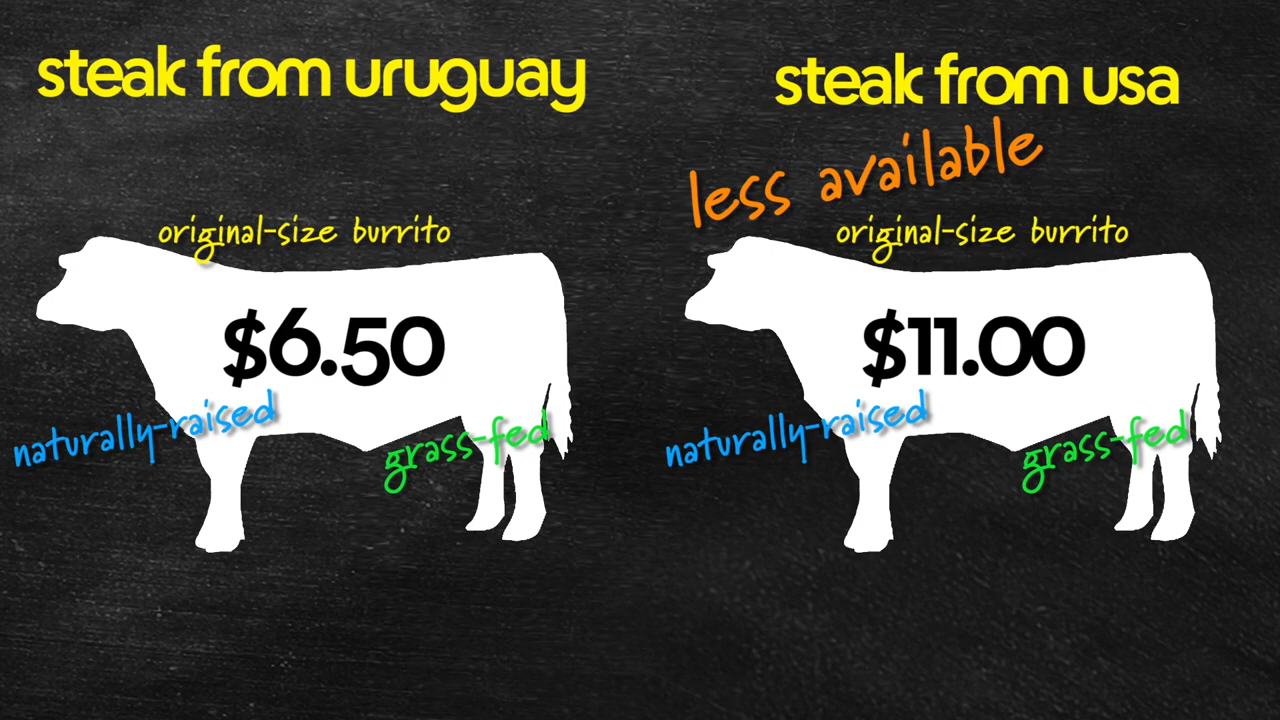 steak from uruguay
original-size burrito
$6.50
naturally-raised
grass-fed
steak from usa
less available
original-size burrito
$11.00
naturally-raised
grass-fed